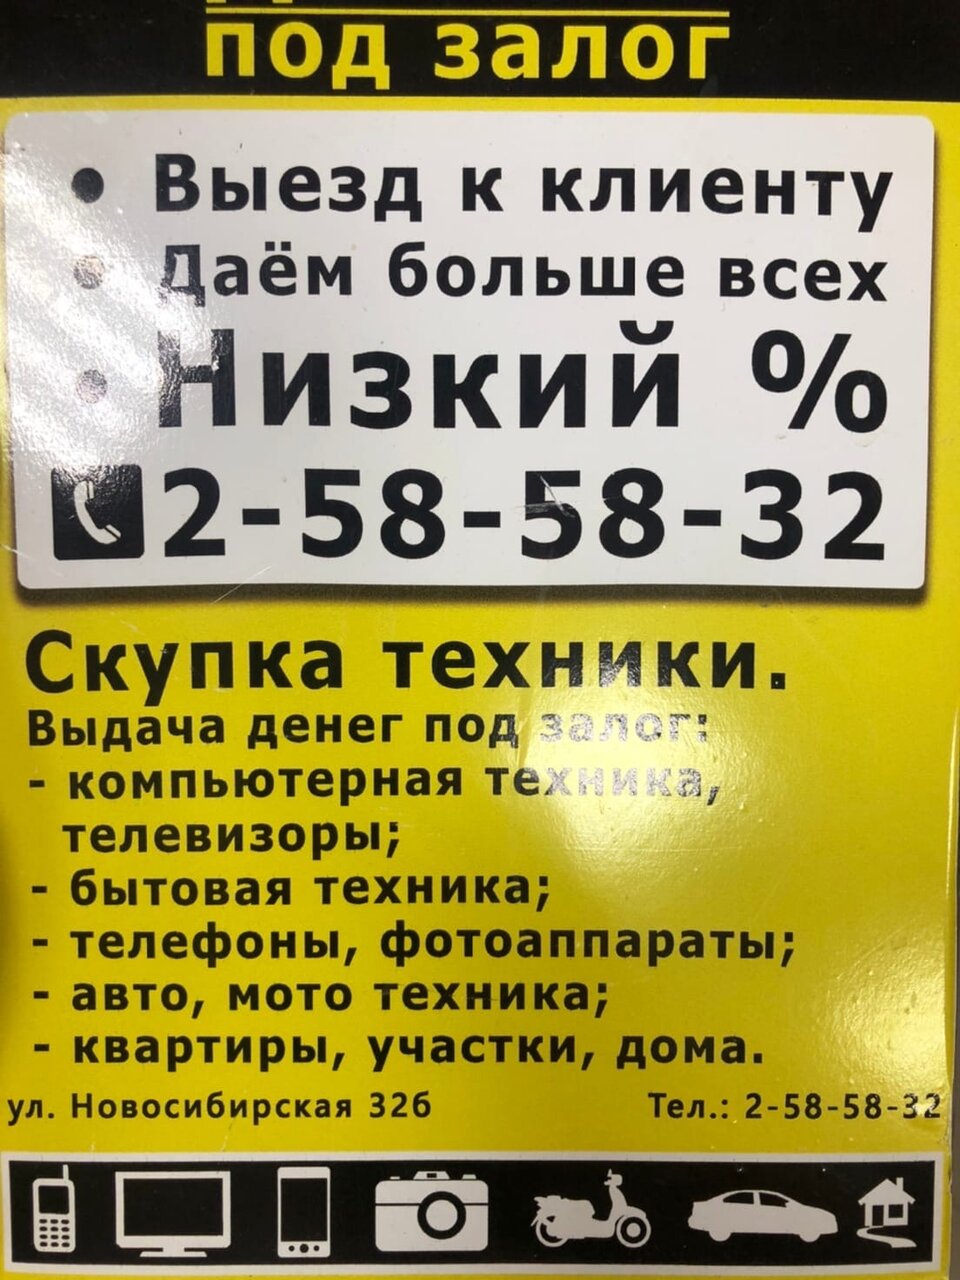 под залог
• Выезд к клиенту
• Даём больше всех
• Низкий %
2-58-58-32
Скупка техники.
Выдача денег под залог:
- компьютерная техника,
телевизоры;
- бытовая техника;
- телефоны, фотоаппараты;
- авто, мото техника;
- квартиры, участки, дома.
ул. Новосибирская 32б Тел.: 2-58-58-32